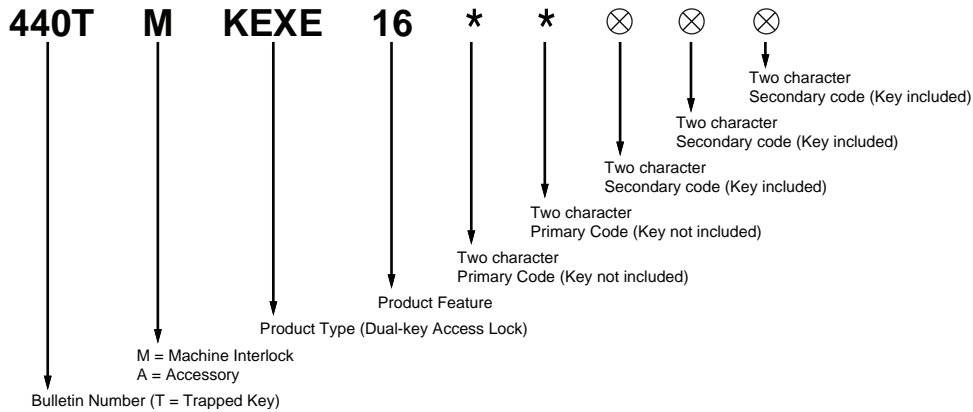 440T M KEXE 16 * * ⊗ ⊗ ⊗
Two character
Secondary code (Key included)
Two character
Secondary code (Key included)
Two character
Secondary code (Key included)
Two character
Primary Code (Key not included)
Two character
Primary Code (Key not included)
Product Feature
Product Type (Dual-key Access Lock)
M = Machine Interlock
A = Accessory
Bulletin Number (T = Trapped Key)